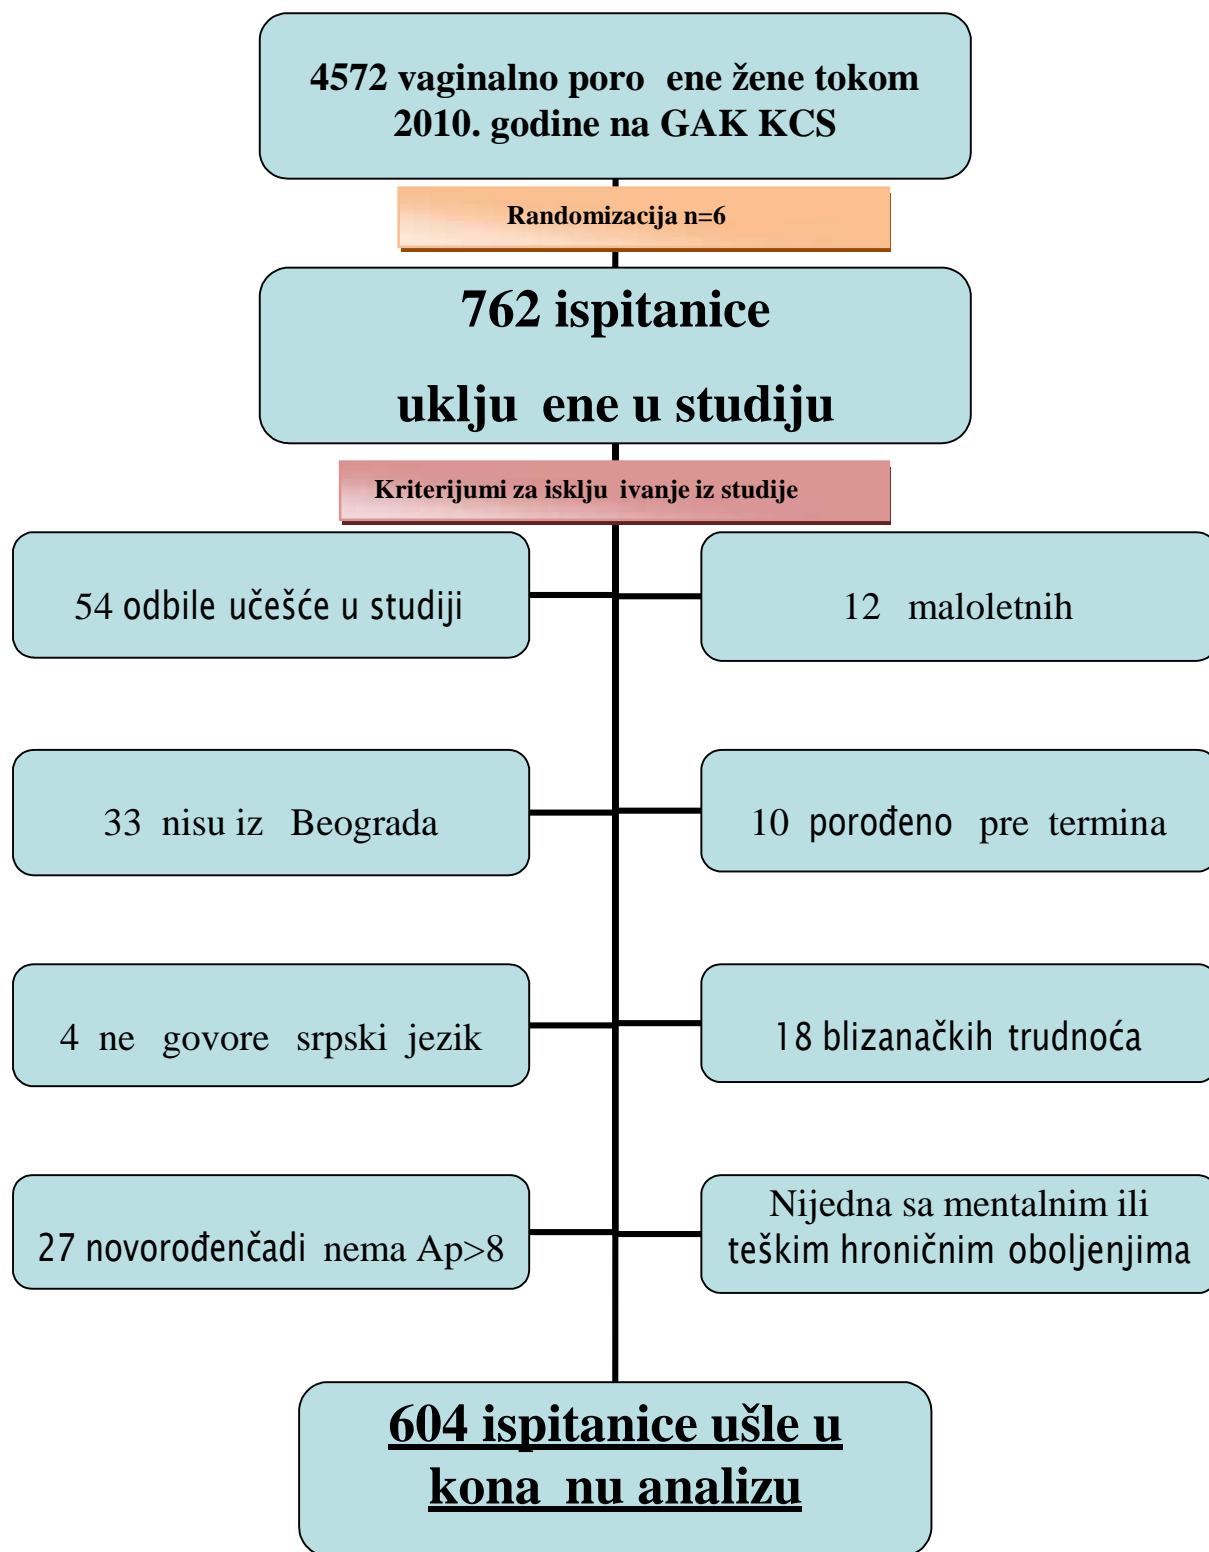 4572 vaginalno poro ene žene tokom
2010. godine na GAK KCS
Randomizacija n=6
762 ispitanice
uklju ene u studiju
Kriterijumi za isklju ivanje iz studije
54 odbile učešće u studiji
12 maloletnih
33 nisu iz Beograda
10 porođeno pre termina
4 ne govore srpski jezik
18 blizanačkih trudnoća
27 novorođenčadi nema Ap>8
Nijedna sa mentalnim ili
teškim hroničnim oboljenjima
604 ispitanice ušle u
kona nu analizu